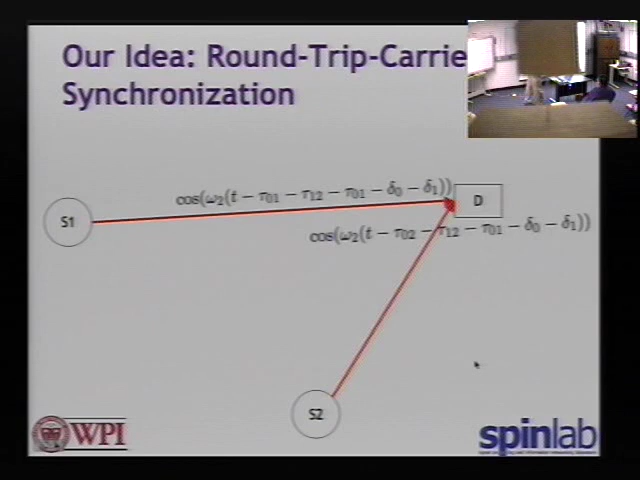 Our Idea: Round-Trip-Carrie
Synchronization
cos(ω₂(t − τ₀₁ − τ₁₂ − τ₀₁ − δ₀ − δ₁))
S1
D
cos(ω₂(t − τ₀₂ − τ₁₂ − τ₀₁ − δ₀ − δ₁))
S2
WPI
spinlab